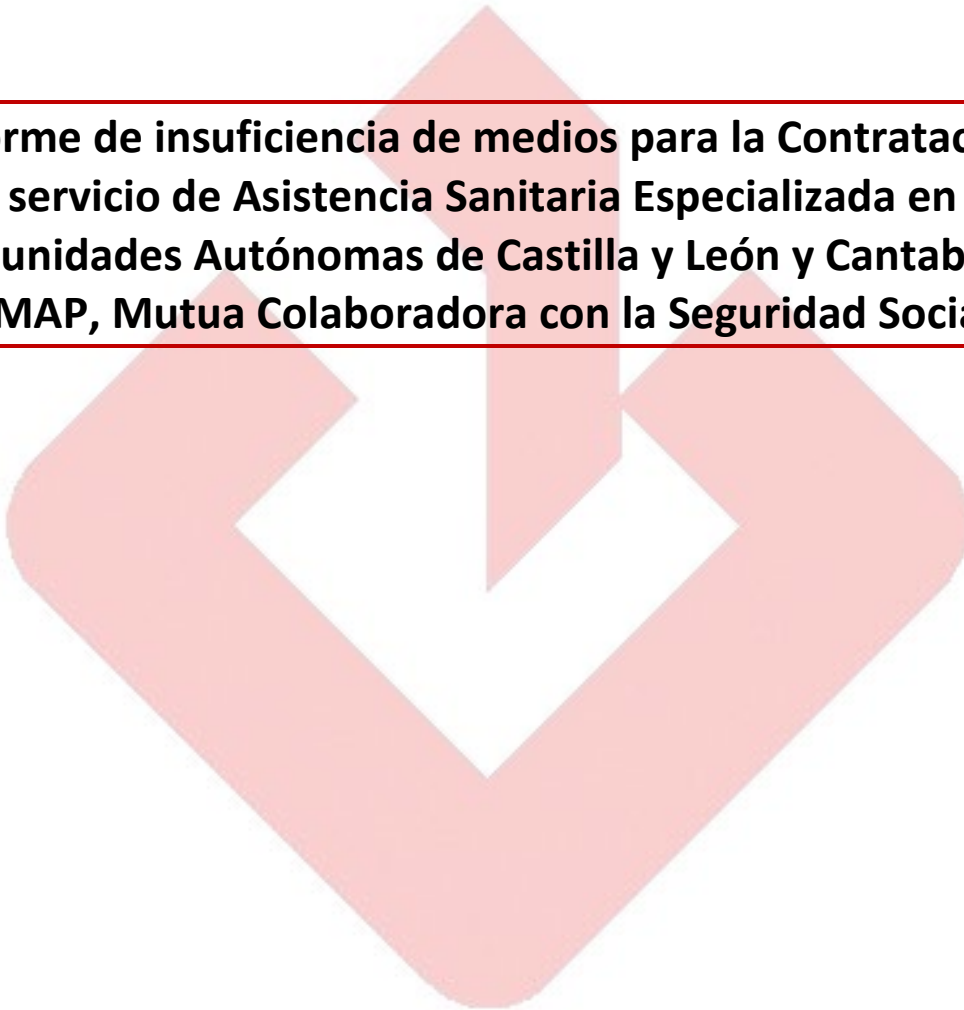 rme de insuficiencia de medios para la Contratac
servicio de Asistencia Sanitaria Especializada en
unidades Autónomas de Castilla y León y Cantab
MAP, Mutua Colaboradora con la Seguridad Socia